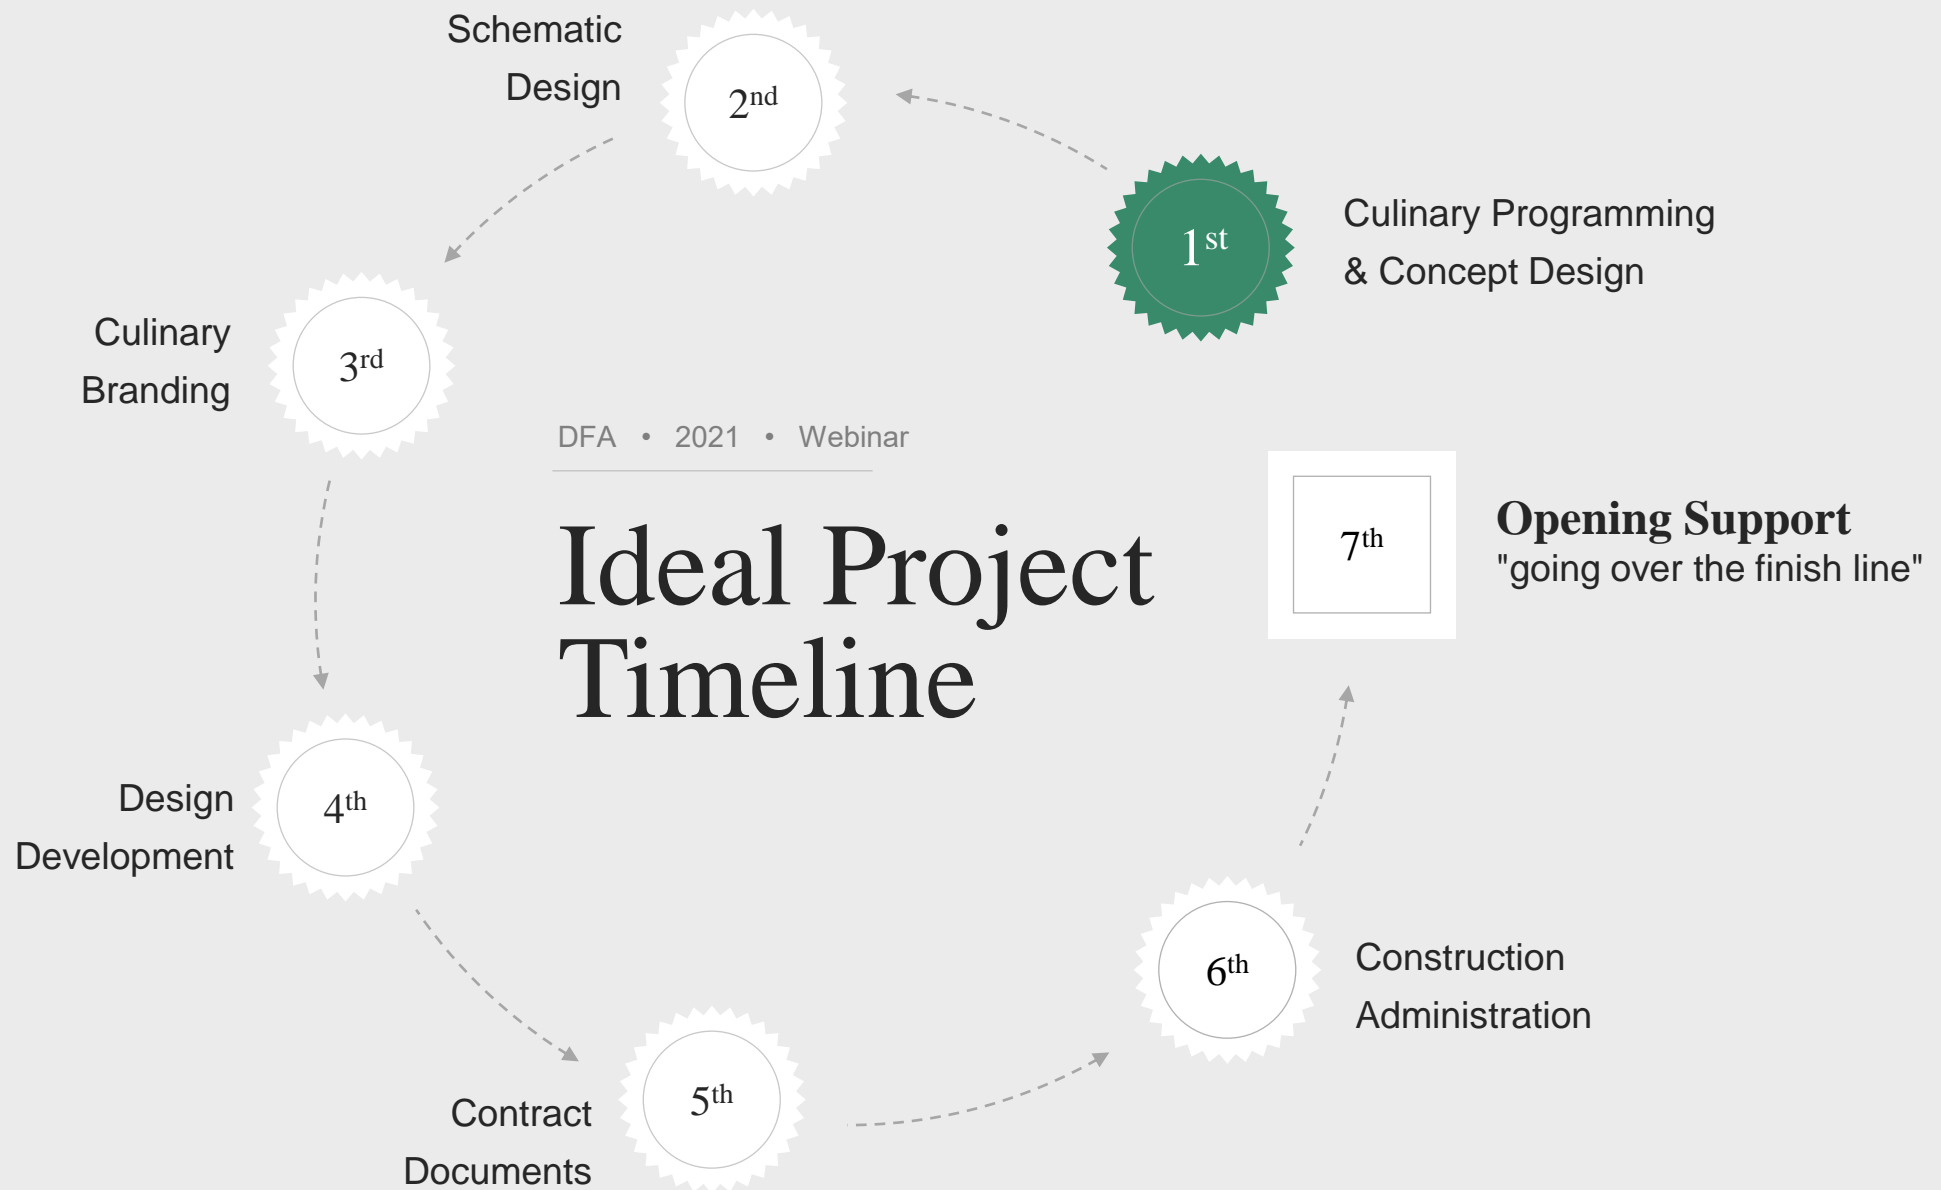 DFA • 2021 • Webinar
Ideal Project
Timeline
1st
Culinary Programming
& Concept Design
2nd
Schematic
Design
3rd
Culinary
Branding
4th
Design
Development
5th
Contract
Documents
6th
Construction
Administration
7th
Opening Support
"going over the finish line"